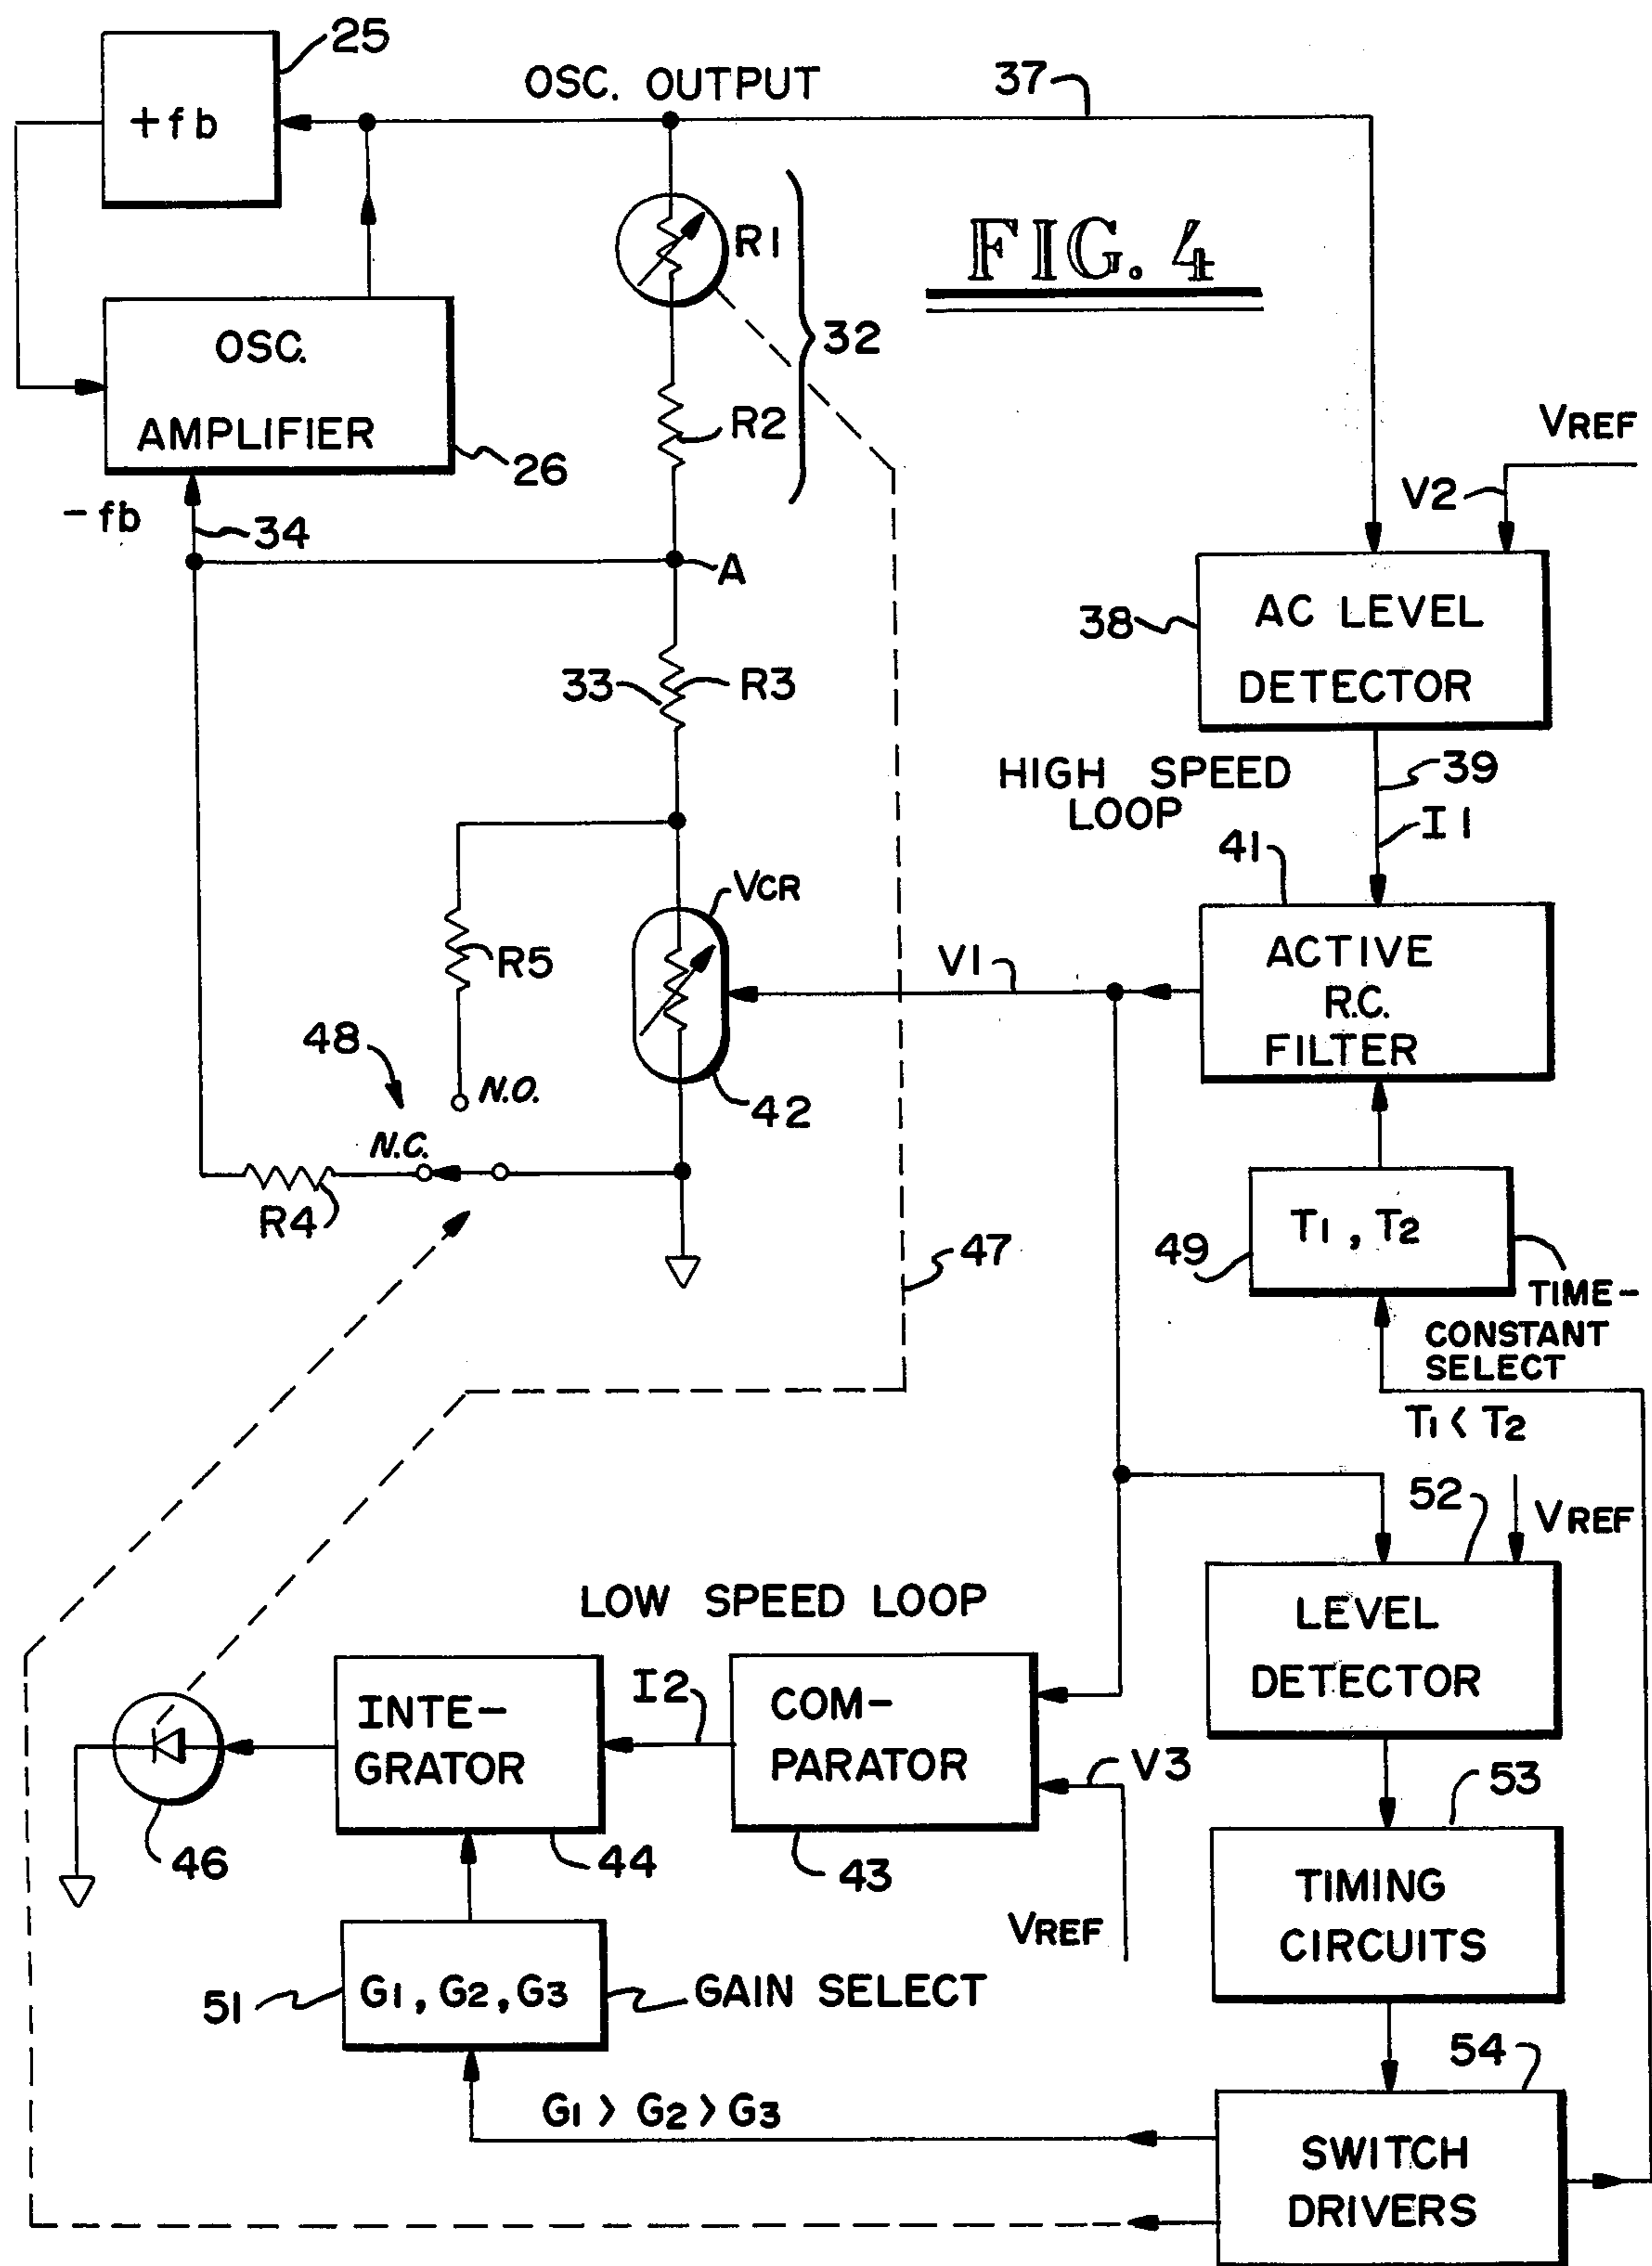 25
+fb
OSC. OUTPUT
37
R1
FIG. 4
32
OSC.
AMPLIFIER
26
R2
VREF
V2
-fb
34
A
38
AC LEVEL
DETECTOR
33
R3
HIGH SPEED
LOOP
39
I1
41
VCR
R5
V1
ACTIVE
R.C.
FILTER
48
N.O.
42
N.C.
R4
47
49
T1, T2
TIME-
CONSTANT
SELECT
T1 < T2
52
VREF
LOW SPEED LOOP
LEVEL
DETECTOR
INTE-
GRATOR
I2
COM-
PARATOR
V3
53
46
44
43
TIMING
CIRCUITS
VREF
51
G1, G2, G3
GAIN SELECT
54
G1 > G2 > G3
SWITCH
DRIVERS